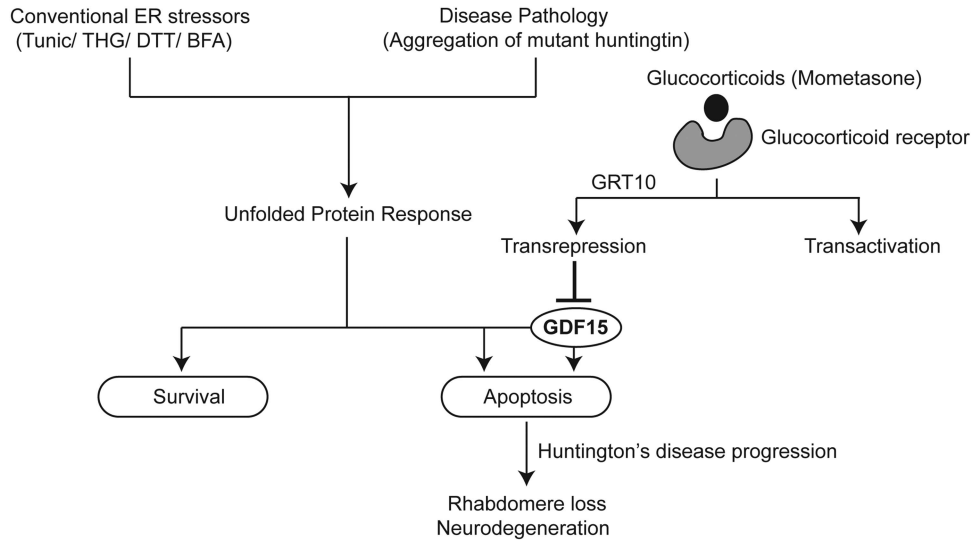 Conventional ER stressors
(Tunic/ THG/ DTT/ BFA)
Disease Pathology
(Aggregation of mutant huntingtin)
Glucocorticoids (Mometasone)
Glucocorticoid receptor
GRT10
Unfolded Protein Response
Transrepression
Transactivation
GDF15
Survival
Apoptosis
Huntington’s disease progression
Rhabdomere loss
Neurodegeneration